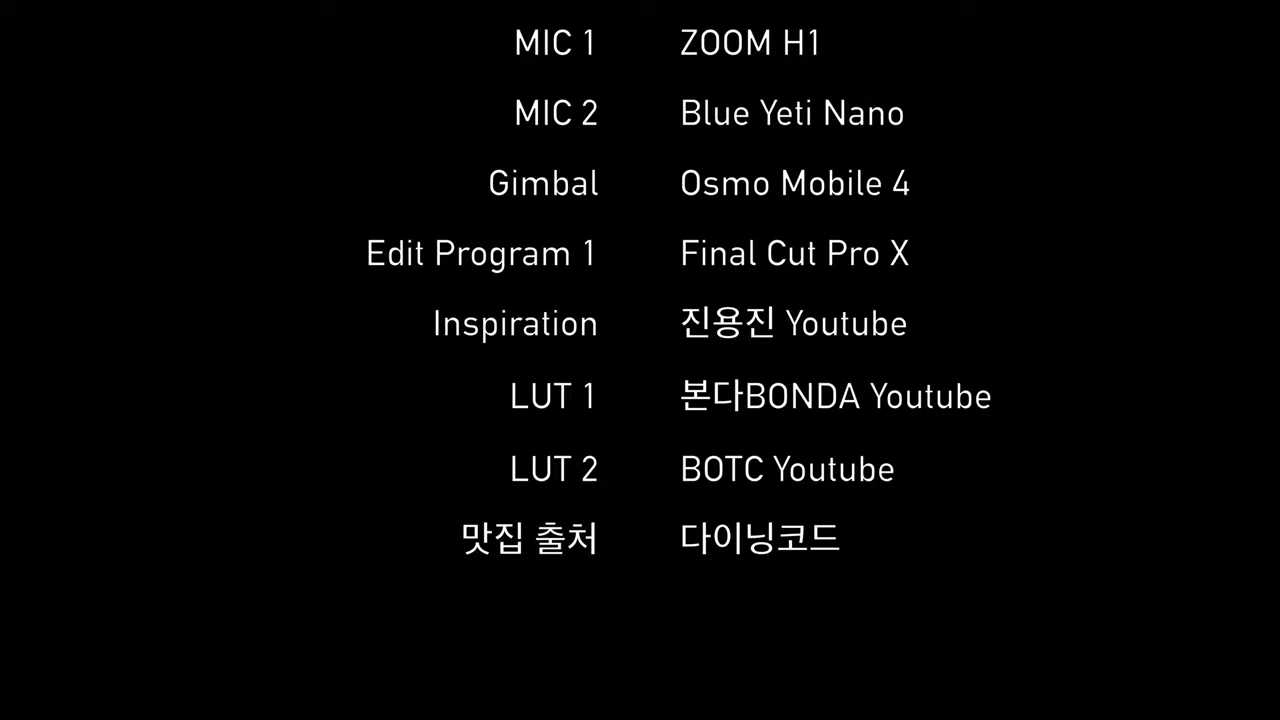 MIC 1 ZOOM H1
MIC 2 Blue Yeti Nano
Gimbal Osmo Mobile 4
Edit Program 1 Final Cut Pro X
Inspiration 진용진 Youtube
LUT 1 본다BONDA Youtube
LUT 2 BOTC Youtube
맛집 출처 다이닝코드